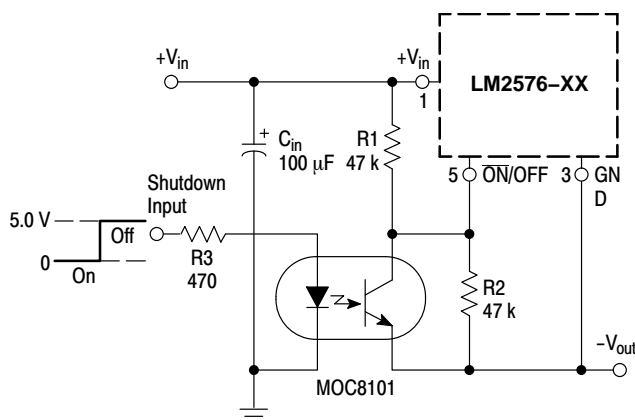 +Vin
+Vin
1
LM2576–XX
Cin
100 µF
+
R1
47 k
5
ON/OFF
3
GN
D
Shutdown
Input
5.0 V
Off
0
On
R3
470
R2
47 k
–Vout
MOC8101